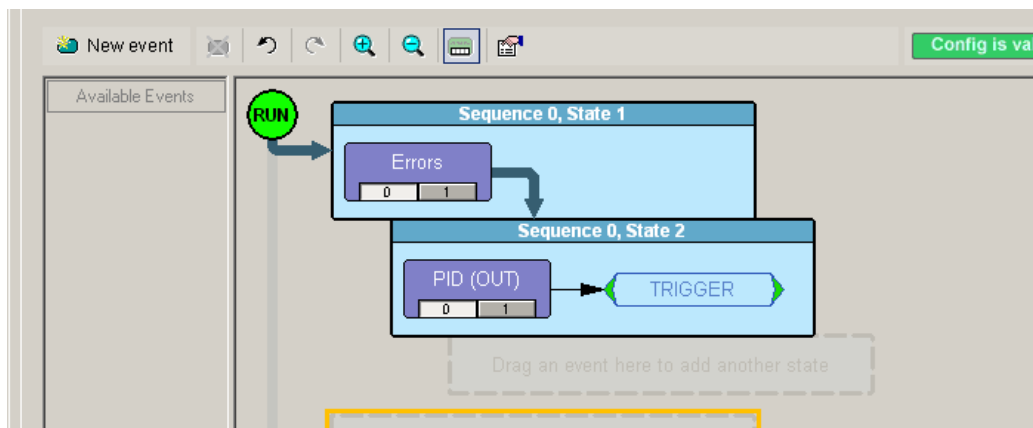 New event
Config is va
Available Events
RUN
Sequence 0, State 1
Errors
0 1
Sequence 0, State 2
PID (OUT)
TRIGGER
0 1
Drag an event here to add another state